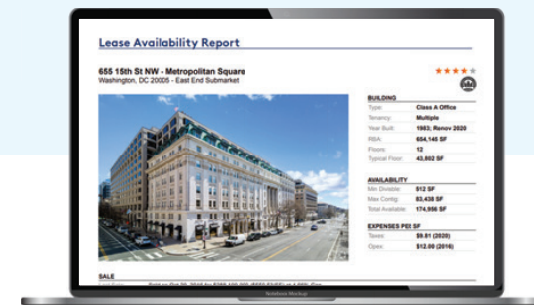 Lease Availability Report
655 15th St NW - Metropolitan Square
Washington, DC 20005 - East End Submarket
BUILDING
Type: Class A Office
Tenancy: Multiple
Year Built: 1983; Renov 2020
RBA: 654,145 SF
Floors: 12
Typical Floor: 43,802 SF
AVAILABILITY
Min Divisible: 512 SF
Max Contig: 83,438 SF
Total Available: 174,956 SF
EXPENSES PER SF
Taxes: $9.81 (2020)
Opex: $12.00 (2016)
SALE